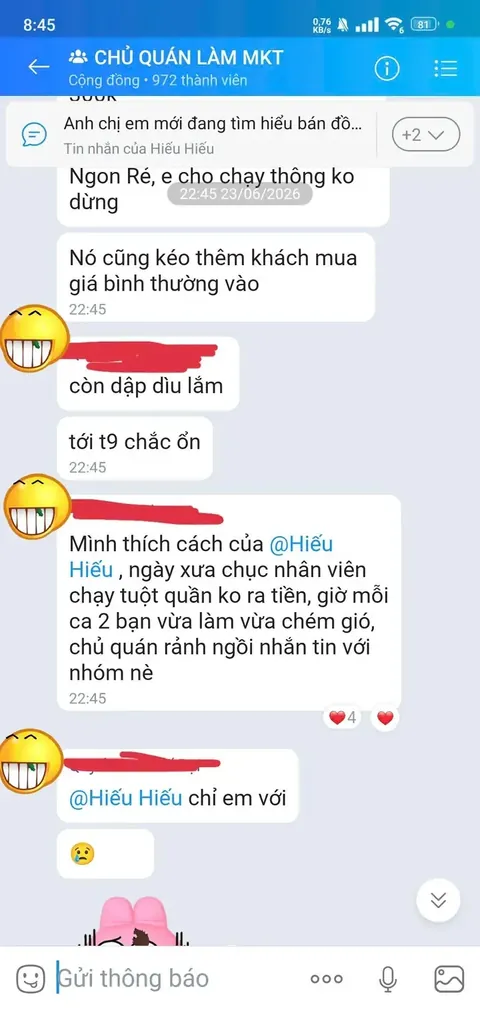 8:45
0,76
KB/s
6
81
CHỦ QUÁN LÀM MKT
Cộng đồng • 972 thành viên
Anh chị em mới đang tìm hiểu bán đồ...
Tin nhắn của Hiếu Hiếu
+2
Ngon Ré, e cho chạy thông ko
dừng
22:45 23/06/2026
Nó cũng kéo thêm khách mua
giá bình thường vào
22:45
còn dập dìu lắm
tới t9 chắc ổn
22:45
Mình thích cách của @Hiếu
Hiếu , ngày xưa chục nhân viên
chạy tuột quần ko ra tiền, giờ mỗi
ca 2 bạn vừa làm vừa chém gió,
chủ quán rảnh ngồi nhắn tin với
nhóm nè
22:45
4
@Hiếu Hiếu chỉ em với
😢
Gửi thông báo